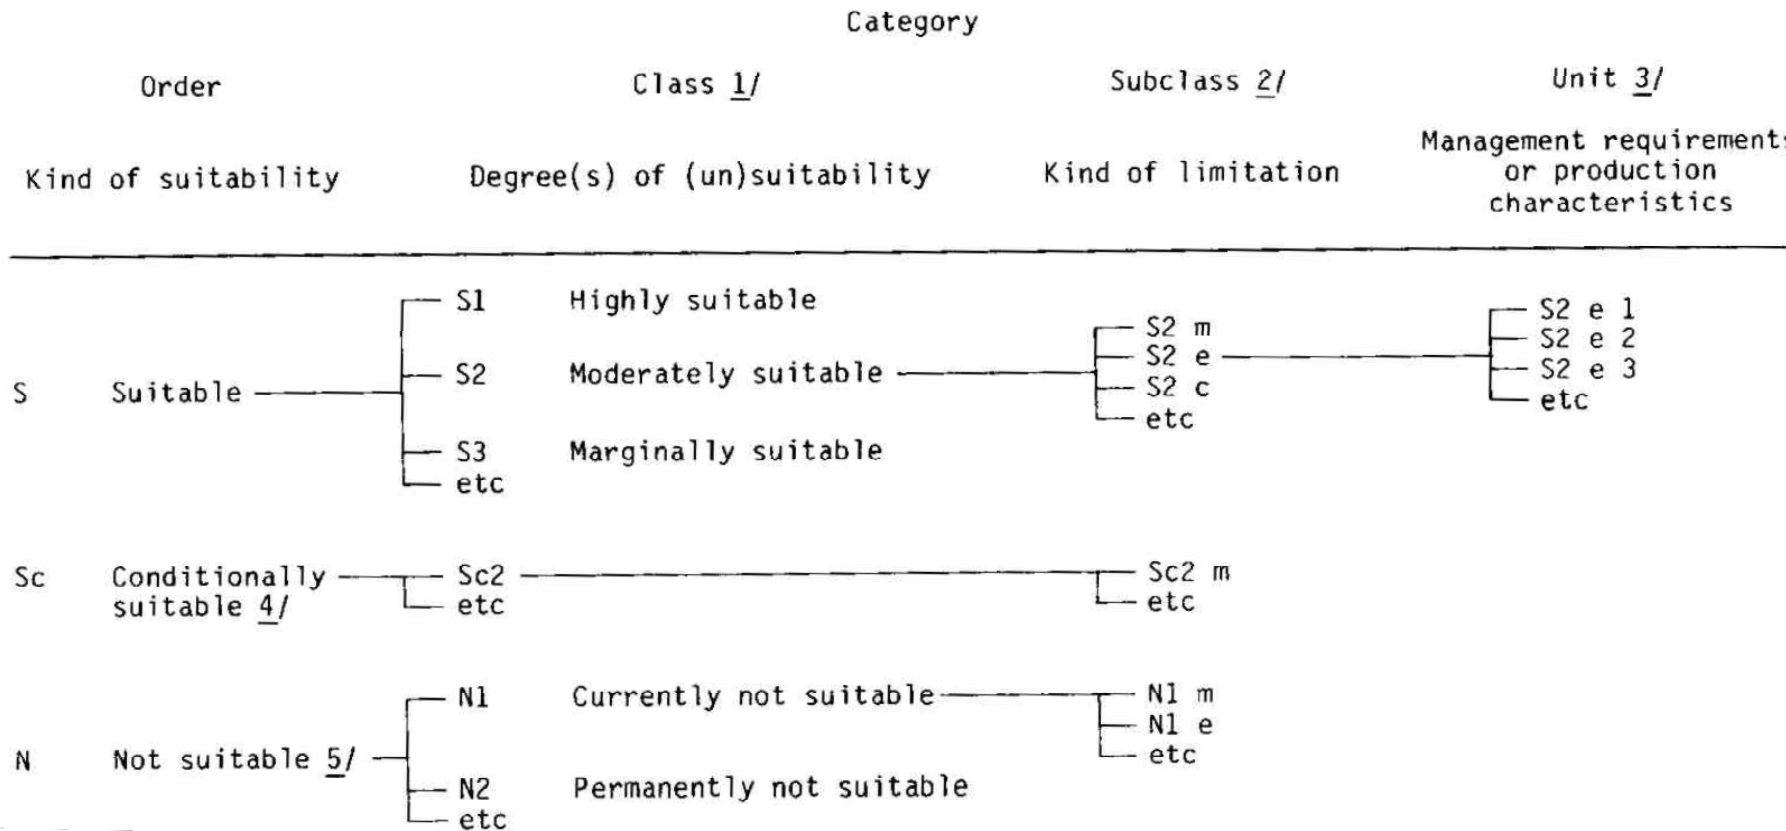 Category
Order Class 1/ Subclass 2/ Unit 3/
Kind of suitability Degree(s) of (un)suitability Kind of limitation Management requirements
or production
characteristics
S1 Highly suitable
S2 m
S2 e
S2 c
etc
S2 e 1
S2 e 2
S2 e 3
etc
S Suitable S2 Moderately suitable
S3 Marginally suitable
etc
Sc Conditionally Sc2 Sc2 m
suitable 4/ etc etc
N1 Currently not suitable N1 m
N1 e
N Not suitable 5/ etc
N2 Permanently not suitable
etc